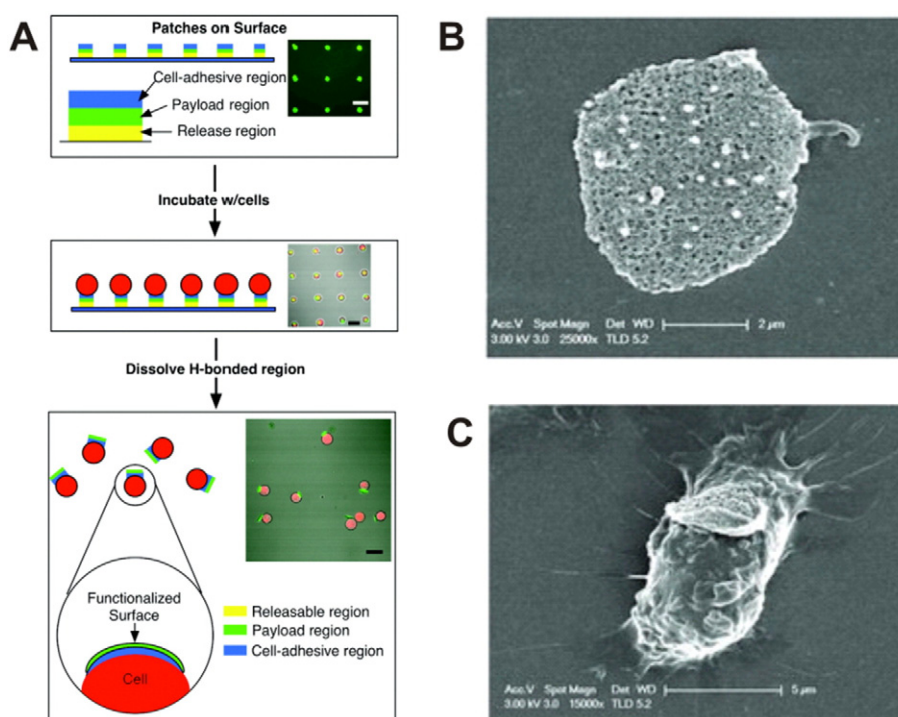 A
Patches on Surface
Cell-adhesive region
Payload region
Release region
Incubate w/cells
Dissolve H-bonded region
Functionalized
Surface
Cell
Releasable region
Payload region
Cell-adhesive region
B
Acc.V Spot Magn Det WD 2 µm
3.00 kV 3.0 25000x TLD 5.2
C
Acc.V Spot Magn Det WD 5 µm
3.00 kV 3.0 15000x TLD 5.2